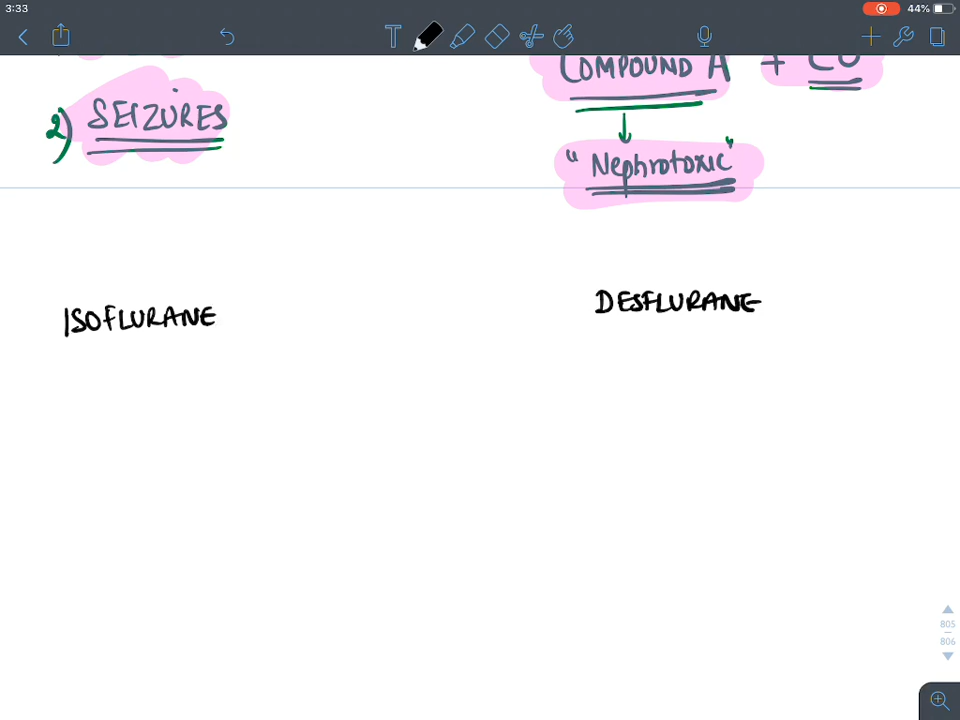 3:33
44%
T
COMPOUND A + CO
2) SEIZURES
"Nephrotoxic"
ISOFLURANE
DESFLURANE
805
806